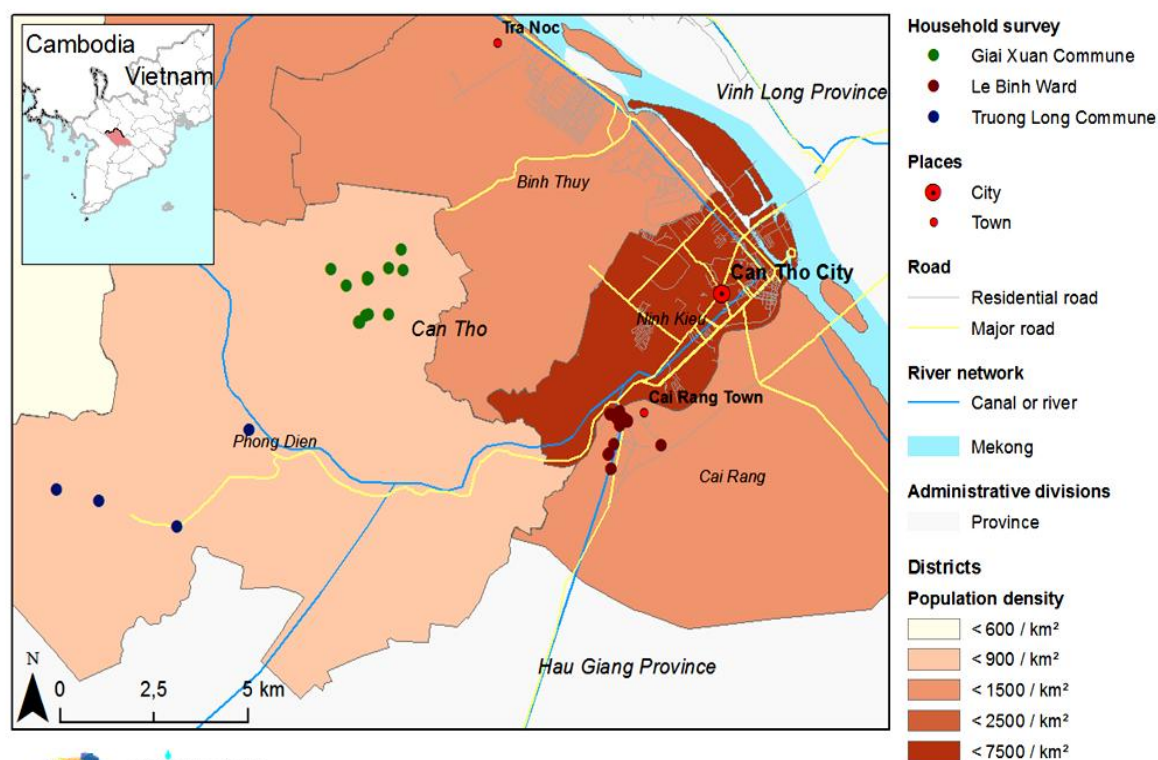 Cambodia
Vietnam
Tra Noc
Vinh Long Province
Binh Thuy
Can Tho City
Ninh Kieu
Can Tho
Cai Rang Town
Phong Dien
Cai Rang
Hau Giang Province
N
0 2,5 5 km
Household survey
Giai Xuan Commune
Le Binh Ward
Truong Long Commune
Places
City
Town
Road
Residential road
Major road
River network
Canal or river
Mekong
Administrative divisions
Province
Districts
Population density
< 600 / km²
< 900 / km²
< 1500 / km²
< 2500 / km²
< 7500 / km²